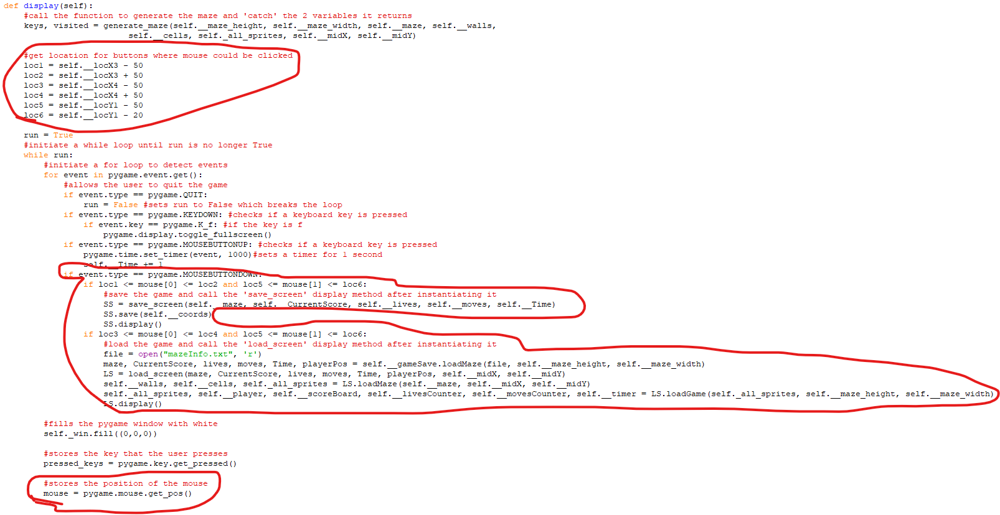 def display(self):
    #call the function to generate the maze and 'catch' the 2 variables it returns
    keys, visited = generate_maze(self.__maze_height, self.__maze_width, self.__maze, self.__walls,
                         self.__cells, self._all_sprites, self.__midX, self.__midY)
    #get location for buttons where mouse could be clicked
    loc1 = self.__locX3 - 50
    loc2 = self.__locX3 + 50
    loc3 = self.__locX4 - 50
    loc4 = self.__locX4 + 50
    loc5 = self.__locY1 - 50
    loc6 = self.__locY1 - 20
    run = True
    #initiate a while loop until run is no longer True
    while run:
        #initiate a for loop to detect events
        for event in pygame.event.get():
            #allows the user to quit the game
            if event.type == pygame.QUIT:
                run = False #sets run to False which breaks the loop
            if event.type == pygame.KEYDOWN: #checks if a keyboard key is pressed
                if event.key == pygame.K_f: #if the key is f
                    pygame.display.toggle_fullscreen()
            if event.type == pygame.MOUSEBUTTONUP: #checks if a keyboard key is pressed
                pygame.time.set_timer(event, 1000)#sets a timer for 1 second
                self.__Time += 1
            if event.type == pygame.MOUSEBUTTONDOWN:
                if loc1 <= mouse[0] <= loc2 and loc5 <= mouse[1] <= loc6:
                    #save the game and call the 'save_screen' display method after instantiating it
                    SS = save_screen(self.__maze, self.__CurrentScore, self.__lives, self.__moves, self.__Time)
                    SS.save(self.__coords)
                    SS.display()
                if loc3 <= mouse[0] <= loc4 and loc5 <= mouse[1] <= loc6:
                    #load the game and call the 'load_screen' display method after instantiating it
                    file = open("mazeInfo.txt", 'r')
                    maze, CurrentScore, lives, moves, Time, playerPos = self.__gameSave.loadMaze(file, self.__maze_height, self.__maze_width)
                    LS = load_screen(maze, CurrentScore, lives, moves, Time, playerPos, self.__midX, self.__midY)
                    self.__walls, self.__cells, self._all_sprites = LS.loadMaze(self.__maze, self.__midX, self.__midY)
                    self._all_sprites, self.__player, self.__scoreBoard, self.__livesCounter, self.__movesCounter, self.__timer = LS.loadGame(self._all_sprites, self.__maze_height, self.__maze_width)
                    LS.display()
        #fills the pygame window with white
        self._win.fill((0,0,0))
        #stores the key that the user presses
        pressed_keys = pygame.key.get_pressed()
        #stores the position of the mouse
        mouse = pygame.mouse.get_pos()